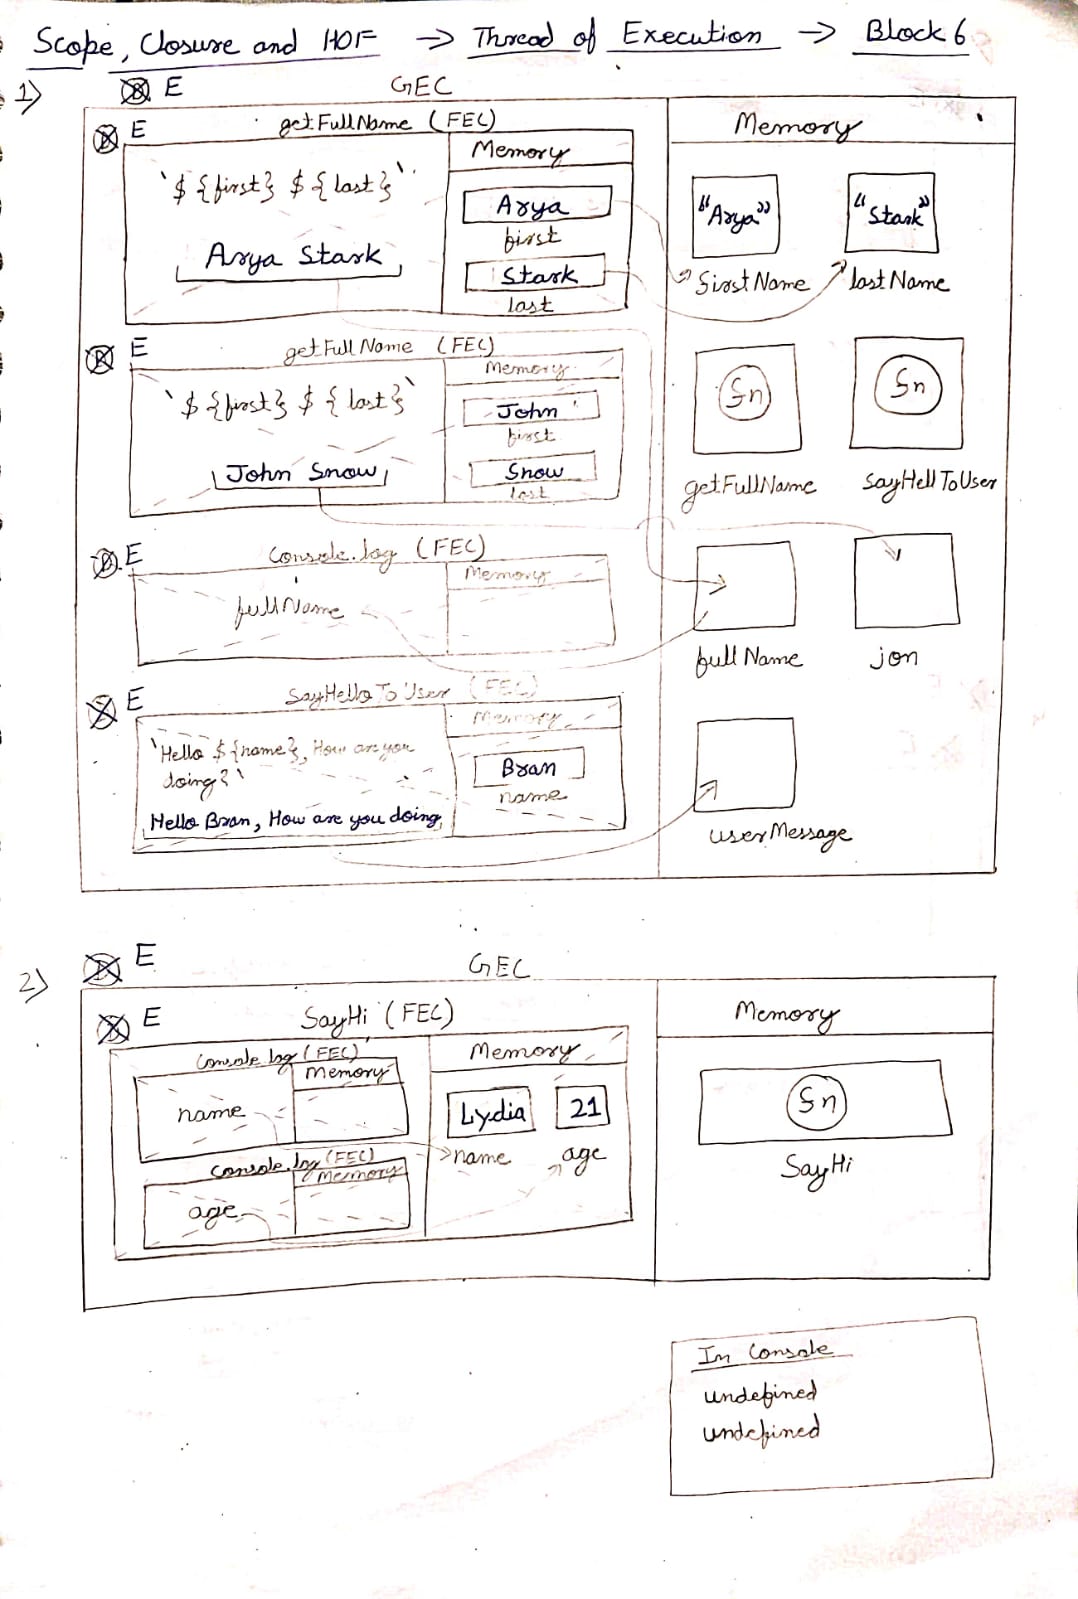 Scope, Closure and HOF → Thread of Execution → Block 6
1)
E
GEC
E
getFullName (FEC)
Memory
Memory
`${first} ${last}`
Arya
first
Arya Stark
Stark
last
"Arya"
"Stark"
firstName
lastName
E
getFullName (FEC)
Memory
`${first} ${last}`
John
first
John Snow
Snow
last
fn
fn
getFullName
sayHellToUser
E
Console.log (FEC)
Memory
fullName
fullName
jon
E
SayHelloToUser (FEC)
Memory
`Hello ${name}, How are you
doing?`
Bran
name
Hello Bran, How are you doing
userMessage
2)
E
GEC
E
SayHi (FEC)
Memory
Console.log (FEC)
Memory
Memory
name
Lydia
21
name
age
Console.log (FEC)
Memory
age
fn
SayHi
In Console
undefined
undefined